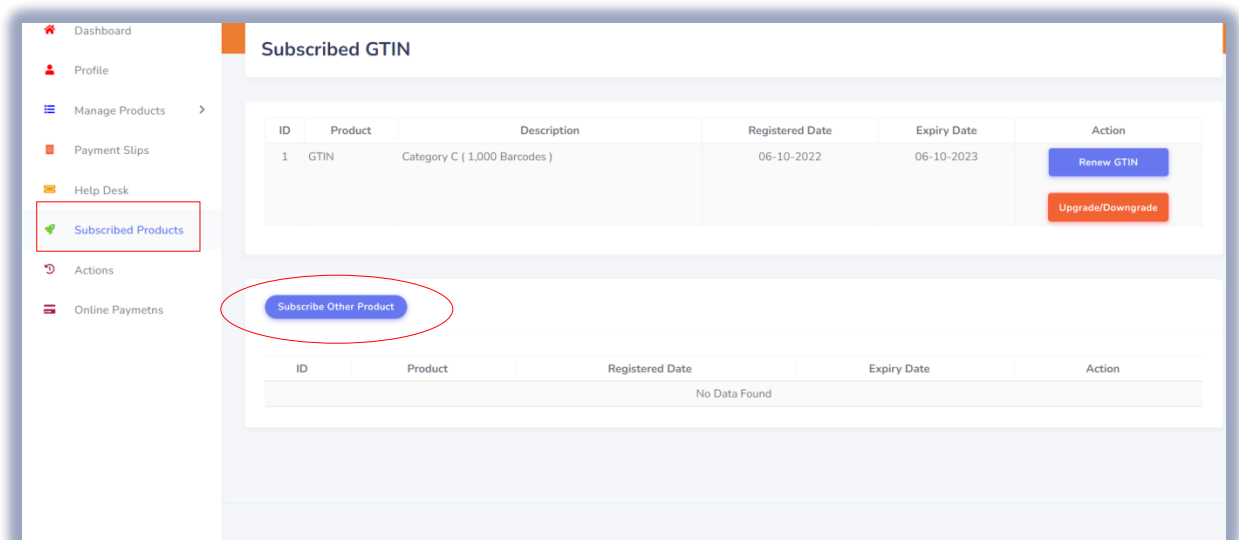 Dashboard
Profile
Manage Products
Payment Slips
Help Desk
Subscribed Products
Actions
Online Paymetns
Subscribed GTIN
ID Product Description Registered Date Expiry Date Action
1 GTIN Category C ( 1,000 Barcodes ) 06-10-2022 06-10-2023 Renew GTIN
Upgrade/Downgrade
Subscribe Other Product
ID Product Registered Date Expiry Date Action
No Data Found